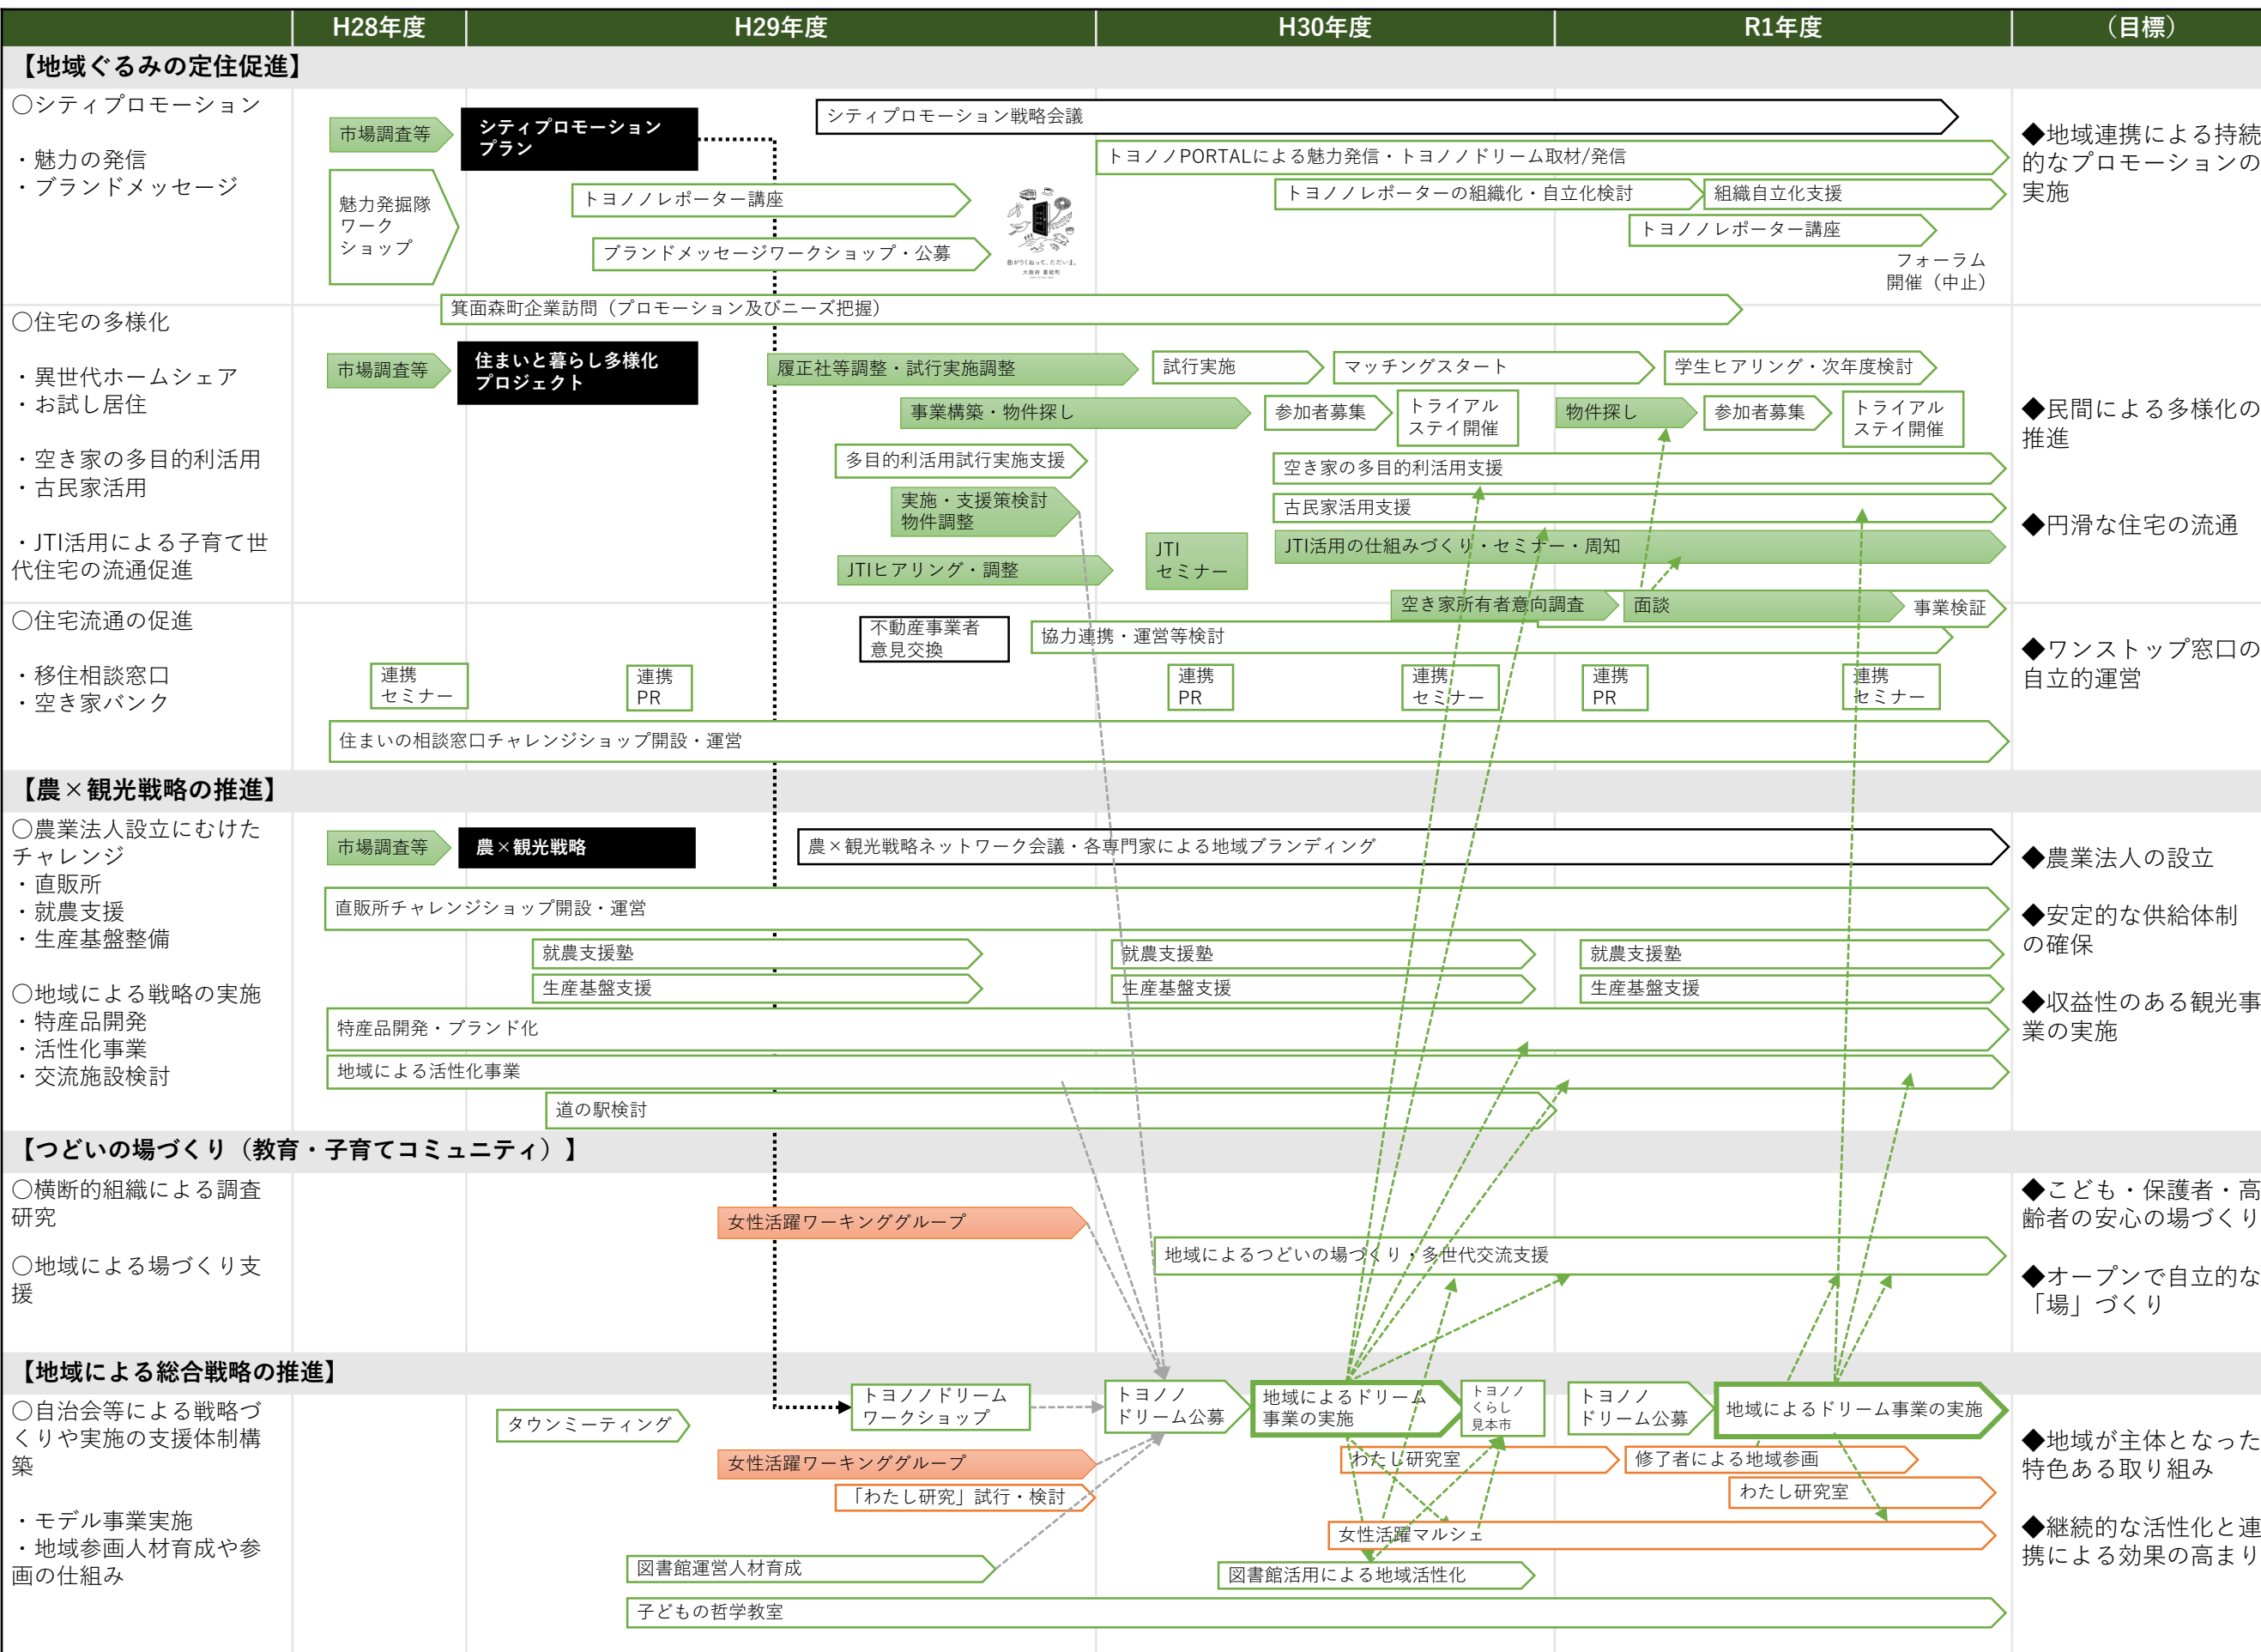 H28年度
H29年度
H30年度
R1年度
（目標）
【地域ぐるみの定住促進】
○シティプロモーション
・魅力の発信
・ブランドメッセージ
市場調査等
シティプロモーション
プラン
シティプロモーション戦略会議
トヨノノPORTALによる魅力発信・トヨノノドリーム取材/発信
魅力発掘隊
ワーク
ショップ
トヨノノレポーター講座
トヨノノレポーターの組織化・自立化検討
組織自立化支援
ブランドメッセージワークショップ・公募
曲がりくねって、ただいま。
大阪府 豊能町
トヨノノレポーター講座
フォーラム
開催（中止）
◆地域連携による持続
的なプロモーションの
実施
箕面森町企業訪問（プロモーション及びニーズ把握）
○住宅の多様化
・異世代ホームシェア
・お試し居住
・空き家の多目的利活用
・古民家活用
・JTI活用による子育て世
代住宅の流通促進
市場調査等
住まいと暮らし多様化
プロジェクト
履正社等調整・試行実施調整
試行実施
マッチングスタート
学生ヒアリング・次年度検討
事業構築・物件探し
参加者募集
トライアル
ステイ開催
物件探し
参加者募集
トライアル
ステイ開催
多目的利活用試行実施支援
空き家の多目的利活用支援
実施・支援策検討
物件調整
古民家活用支援
JTIヒアリング・調整
JTI
セミナー
JTI活用の仕組みづくり・セミナー・周知
◆民間による多様化の
推進
◆円滑な住宅の流通
○住宅流通の促進
・移住相談窓口
・空き家バンク
空き家所有者意向調査
面談
事業検証
不動産事業者
意見交換
協力連携・運営等検討
連携
セミナー
連携
PR
連携
PR
連携
セミナー
連携
PR
連携
セミナー
住まいの相談窓口チャレンジショップ開設・運営
◆ワンストップ窓口の
自立的運営
【農×観光戦略の推進】
○農業法人設立にむけた
チャレンジ
・直販所
・就農支援
・生産基盤整備
○地域による戦略の実施
・特産品開発
・活性化事業
・交流施設検討
市場調査等
農×観光戦略
農×観光戦略ネットワーク会議・各専門家による地域ブランディング
直販所チャレンジショップ開設・運営
就農支援塾
就農支援塾
就農支援塾
生産基盤支援
生産基盤支援
生産基盤支援
特産品開発・ブランド化
地域による活性化事業
道の駅検討
◆農業法人の設立
◆安定的な供給体制
の確保
◆収益性のある観光事
業の実施
【つどいの場づくり（教育・子育てコミュニティ）】
○横断的組織による調査
研究
○地域による場づくり支
援
女性活躍ワーキンググループ
地域によるつどいの場づくり・多世代交流支援
◆こども・保護者・高
齢者の安心の場づくり
◆オープンで自立的な
「場」づくり
【地域による総合戦略の推進】
○自治会等による戦略づ
くりや実施の支援体制構
築
・モデル事業実施
・地域参画人材育成や参
画の仕組み
タウンミーティング
トヨノノドリーム
ワークショップ
トヨノノ
ドリーム公募
地域によるドリーム
事業の実施
トヨノノ
くらし
見本市
トヨノノ
ドリーム公募
地域によるドリーム事業の実施
女性活躍ワーキンググループ
わたし研究室
修了者による地域参画
「わたし研究」試行・検討
わたし研究室
女性活躍マルシェ
図書館運営人材育成
図書館活用による地域活性化
子どもの哲学教室
◆地域が主体となった
特色ある取り組み
◆継続的な活性化と連
携による効果の高まり